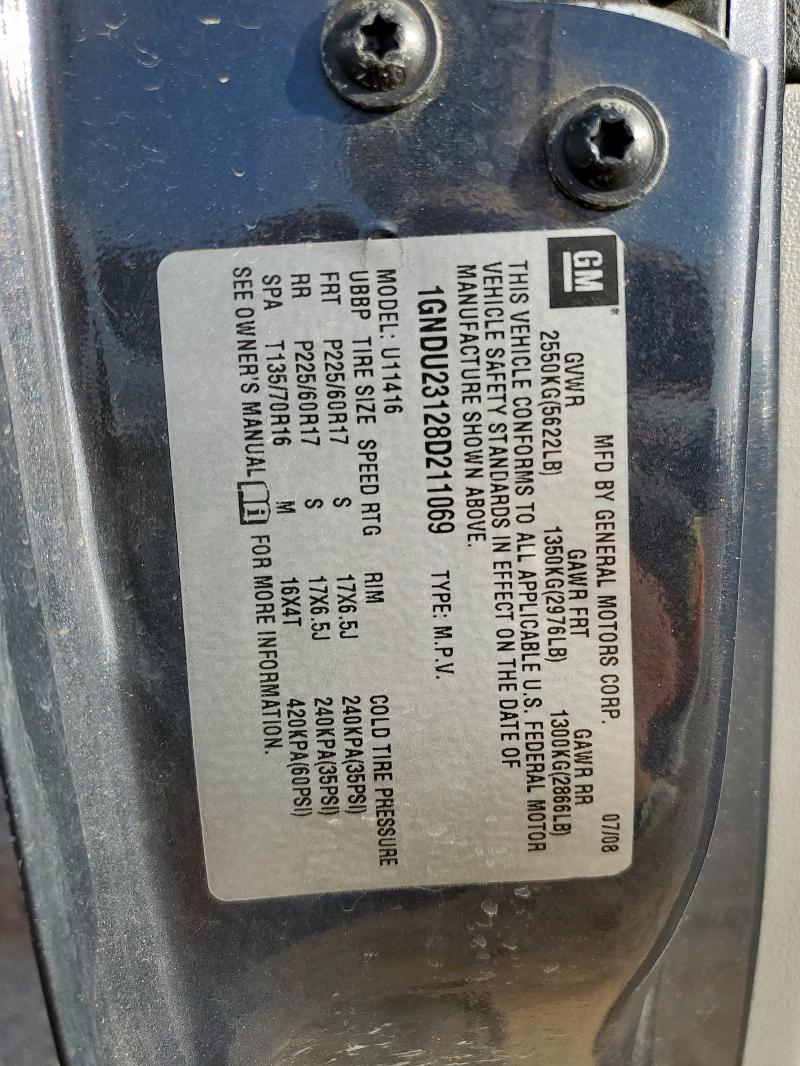 GM®
MFD BY GENERAL MOTORS CORP. 07/08
GVWR GAWR FRT GAWR RR
2550KG(5622LB) 1350KG(2976LB) 1300KG(2866LB)
THIS VEHICLE CONFORMS TO ALL APPLICABLE U.S. FEDERAL MOTOR
VEHICLE SAFETY STANDARDS IN EFFECT ON THE DATE OF
MANUFACTURE SHOWN ABOVE.
1GNDU23128D211069 TYPE: M.P.V.
MODEL: U11416
UBBP TIRE SIZE SPEED RTG RIM COLD TIRE PRESSURE
FRT P225/60R17 S 17X6.5J 240KPA(35PSI)
RR P225/60R17 S 17X6.5J 240KPA(35PSI)
SPA T135/70R16 M 16X4T 420KPA(60PSI)
SEE OWNER'S MANUAL i FOR MORE INFORMATION.